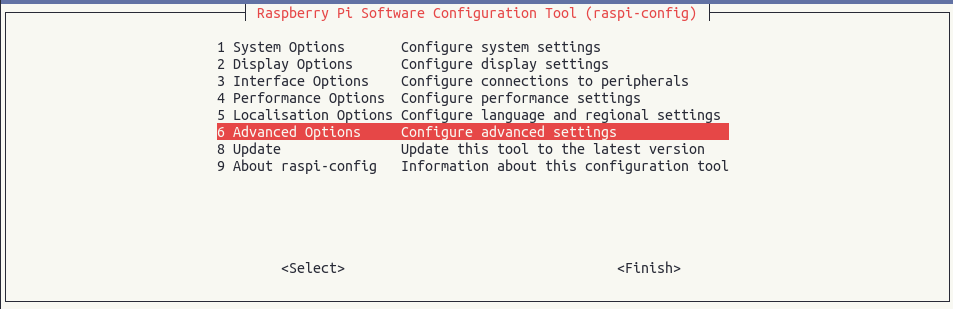 Raspberry Pi Software Configuration Tool (raspi-config)
1 System Options       Configure system settings
2 Display Options      Configure display settings
3 Interface Options    Configure connections to peripherals
4 Performance Options  Configure performance settings
5 Localisation Options Configure language and regional settings
6 Advanced Options     Configure advanced settings
8 Update               Update this tool to the latest version
9 About raspi-config   Information about this configuration tool
<Select>                                  <Finish>